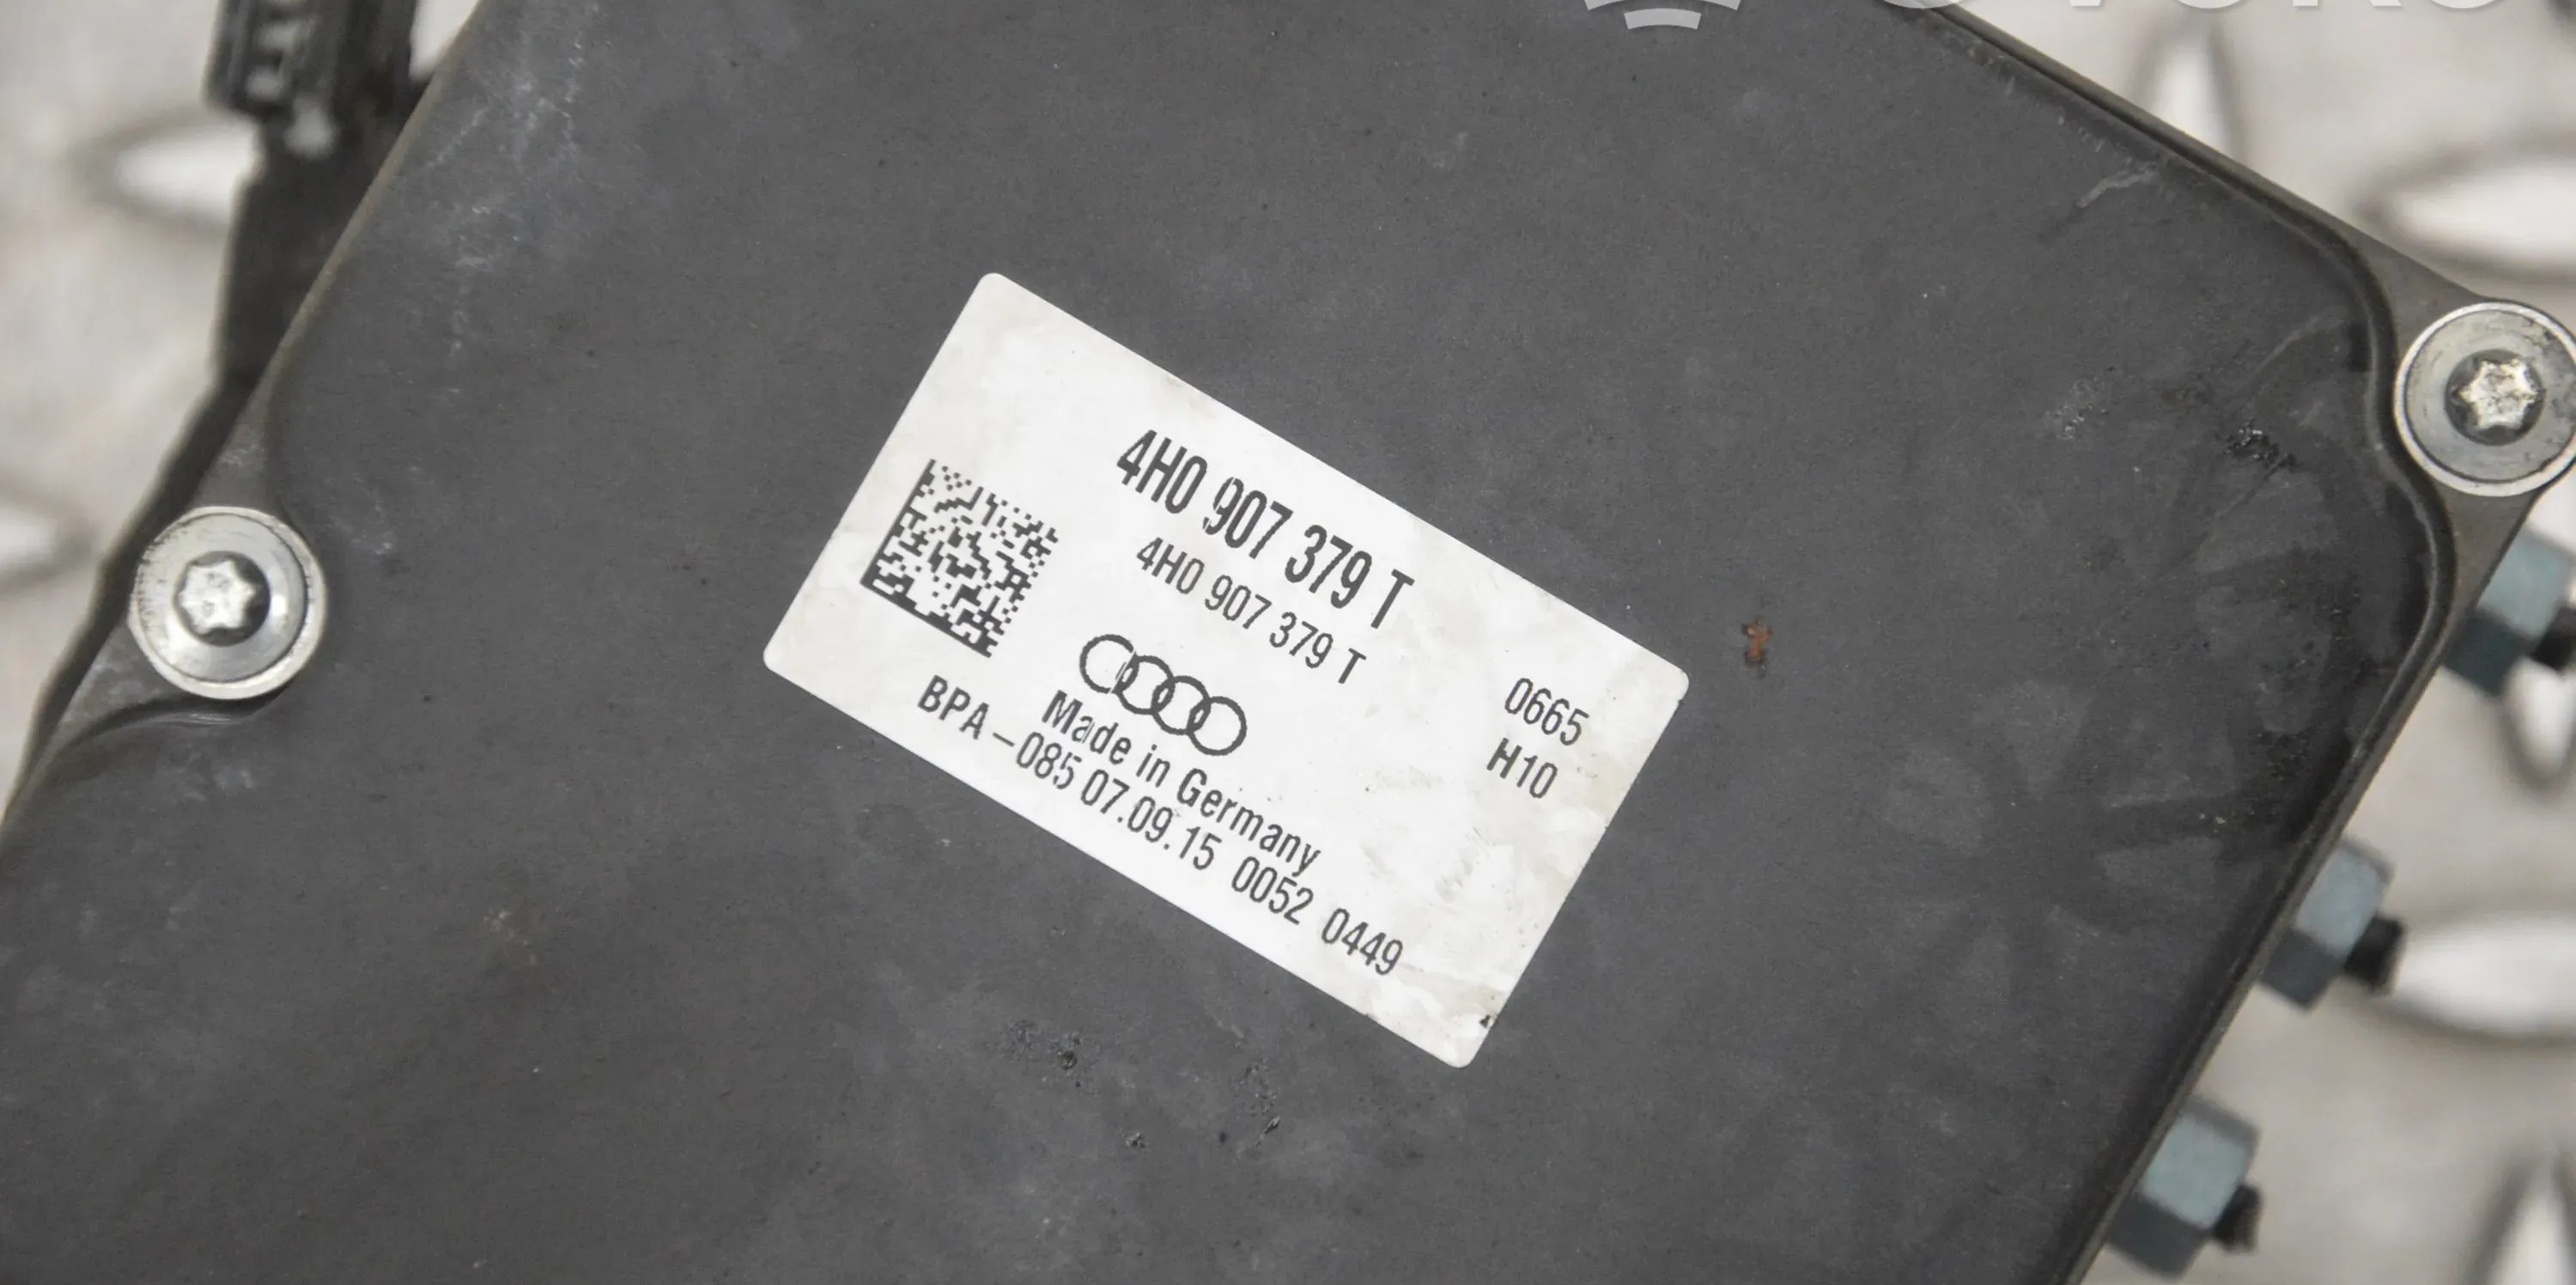 4H0 907 379 T
4H0 907 379 T
0665
H10
Made in Germany
BPA-085 07.09.15 0052 0449